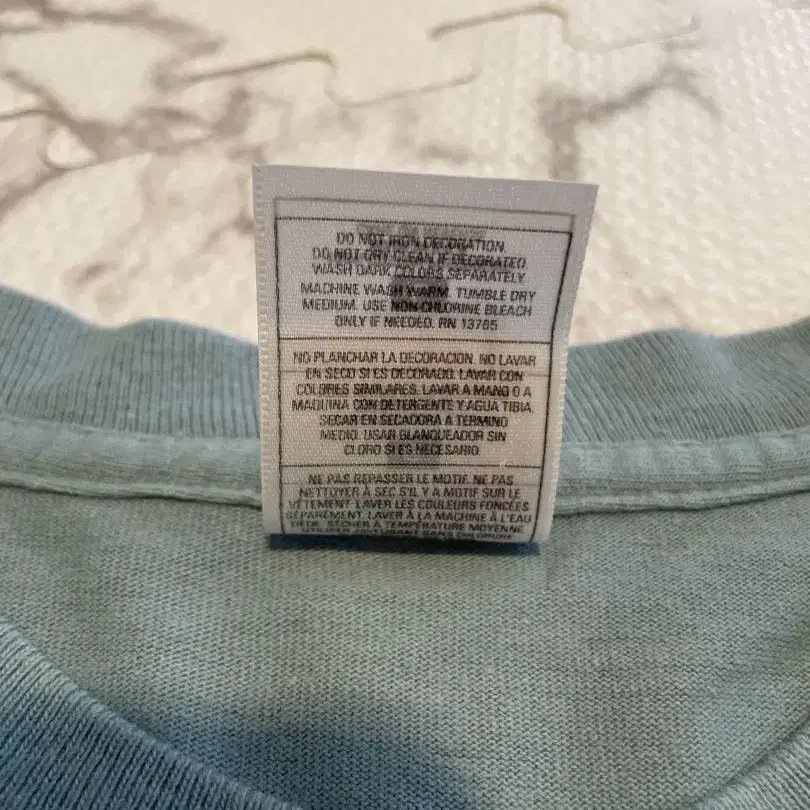 DO NOT IRON DECORATION.
DO NOT DRY CLEAN IF DECORATED.
WASH DARK COLORS SEPARATELY.
MACHINE WASH WARM. TUMBLE DRY
MEDIUM. USE NON-CHLORINE BLEACH
ONLY IF NEEDED. RN 13765
NO PLANCHAR LA DECORACION. NO LAVAR
EN SECO SI ES DECORADO. LAVAR CON
COLORES SIMILARES. LAVAR A MANO O A
MAQUINA CON DETERGENTE Y AGUA TIBIA.
SECAR EN SECADORA A TERMINO
MEDIO. USAR BLANQUEADOR SIN
CLORO SI ES NECESARIO.
NE PAS REPASSER LE MOTIF. NE PAS
NETTOYER À SEC S'IL Y A MOTIF SUR LE
VÊTEMENT. LAVER LES COULEURS FONCÉES
SÉPARÉMENT. LAVER À LA MACHINE À L'EAU
TIÈDE. SÉCHER À TEMPÉRATURE MOYENNE.
SANS CHLORURE